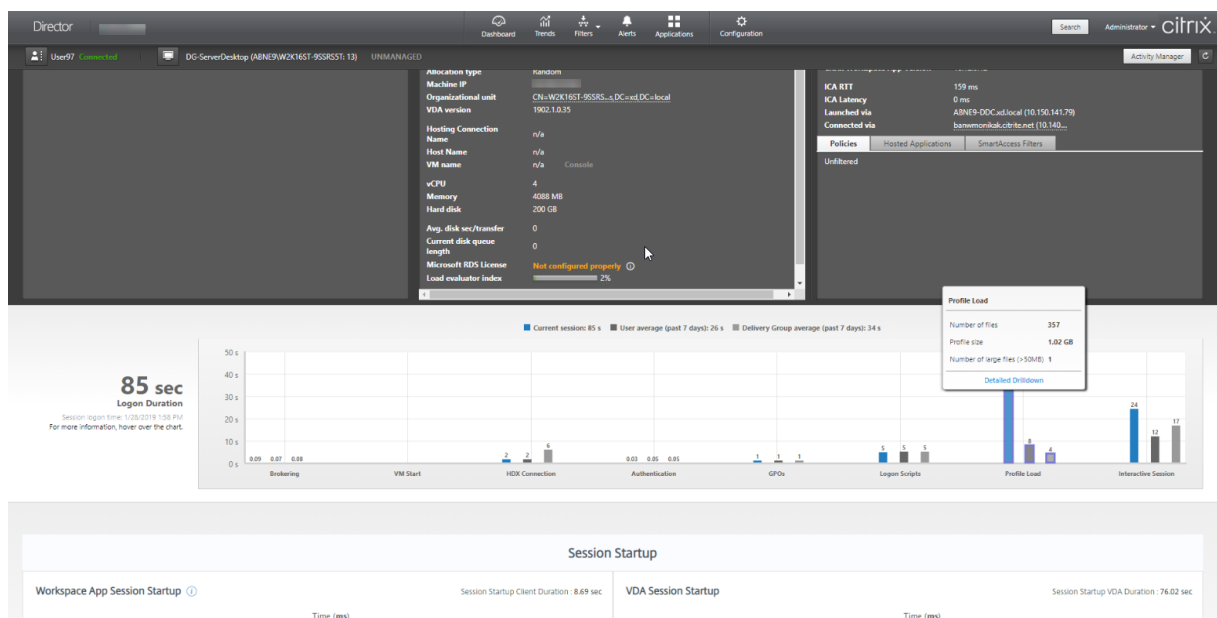 Director
Dashboard Trends Filters Alerts Applications Configuration
Search Administrator citrix
User97 Connected DG-ServerDesktop (ABNE9\W2K16ST-9SSRS5T: 13) UNMANAGED Activity Manager
Allocation type Random
Machine IP
Organizational unit CN=W2K16ST-9SSRS...s,DC=xd,DC=local
VDA version 1902.1.0.35
Hosting Connection
Name n/a
Host Name n/a
VM name n/a Console
vCPU 4
Memory 4088 MB
Hard disk 200 GB
Avg. disk sec/transfer 0
Current disk queue
length 0
Microsoft RDS License Not configured properly
Load evaluator index 2%
ICA RTT 159 ms
ICA Latency 0 ms
Launched via ABNE9-DDC.xd.local (10.150.141.79)
Connected via banwmonikak.citrite.net (10.140...
Policies Hosted Applications SmartAccess Filters
Unfiltered
Profile Load
Number of files 357
Profile size 1.02 GB
Number of large files (>50MB) 1
Detailed Drilldown
Current session: 85 s User average (past 7 days): 26 s Delivery Group average (past 7 days): 34 s
85 sec
Logon Duration
Session logon time: 1/28/2019 1:58 PM
For more information, hover over the chart.
50 s
40 s
30 s
20 s
10 s
0 s
0.09 0.07 0.08
2 2 6
0.03 0.05 0.05
1 1 1
5 5 5
8 4
24 12 17
Brokering VM Start HDX Connection Authentication GPOs Logon Scripts Profile Load Interactive Session
Session Startup
Workspace App Session Startup Session Startup Client Duration : 8.69 sec
Time (ms)
VDA Session Startup Session Startup VDA Duration : 76.02 sec
Time (ms)